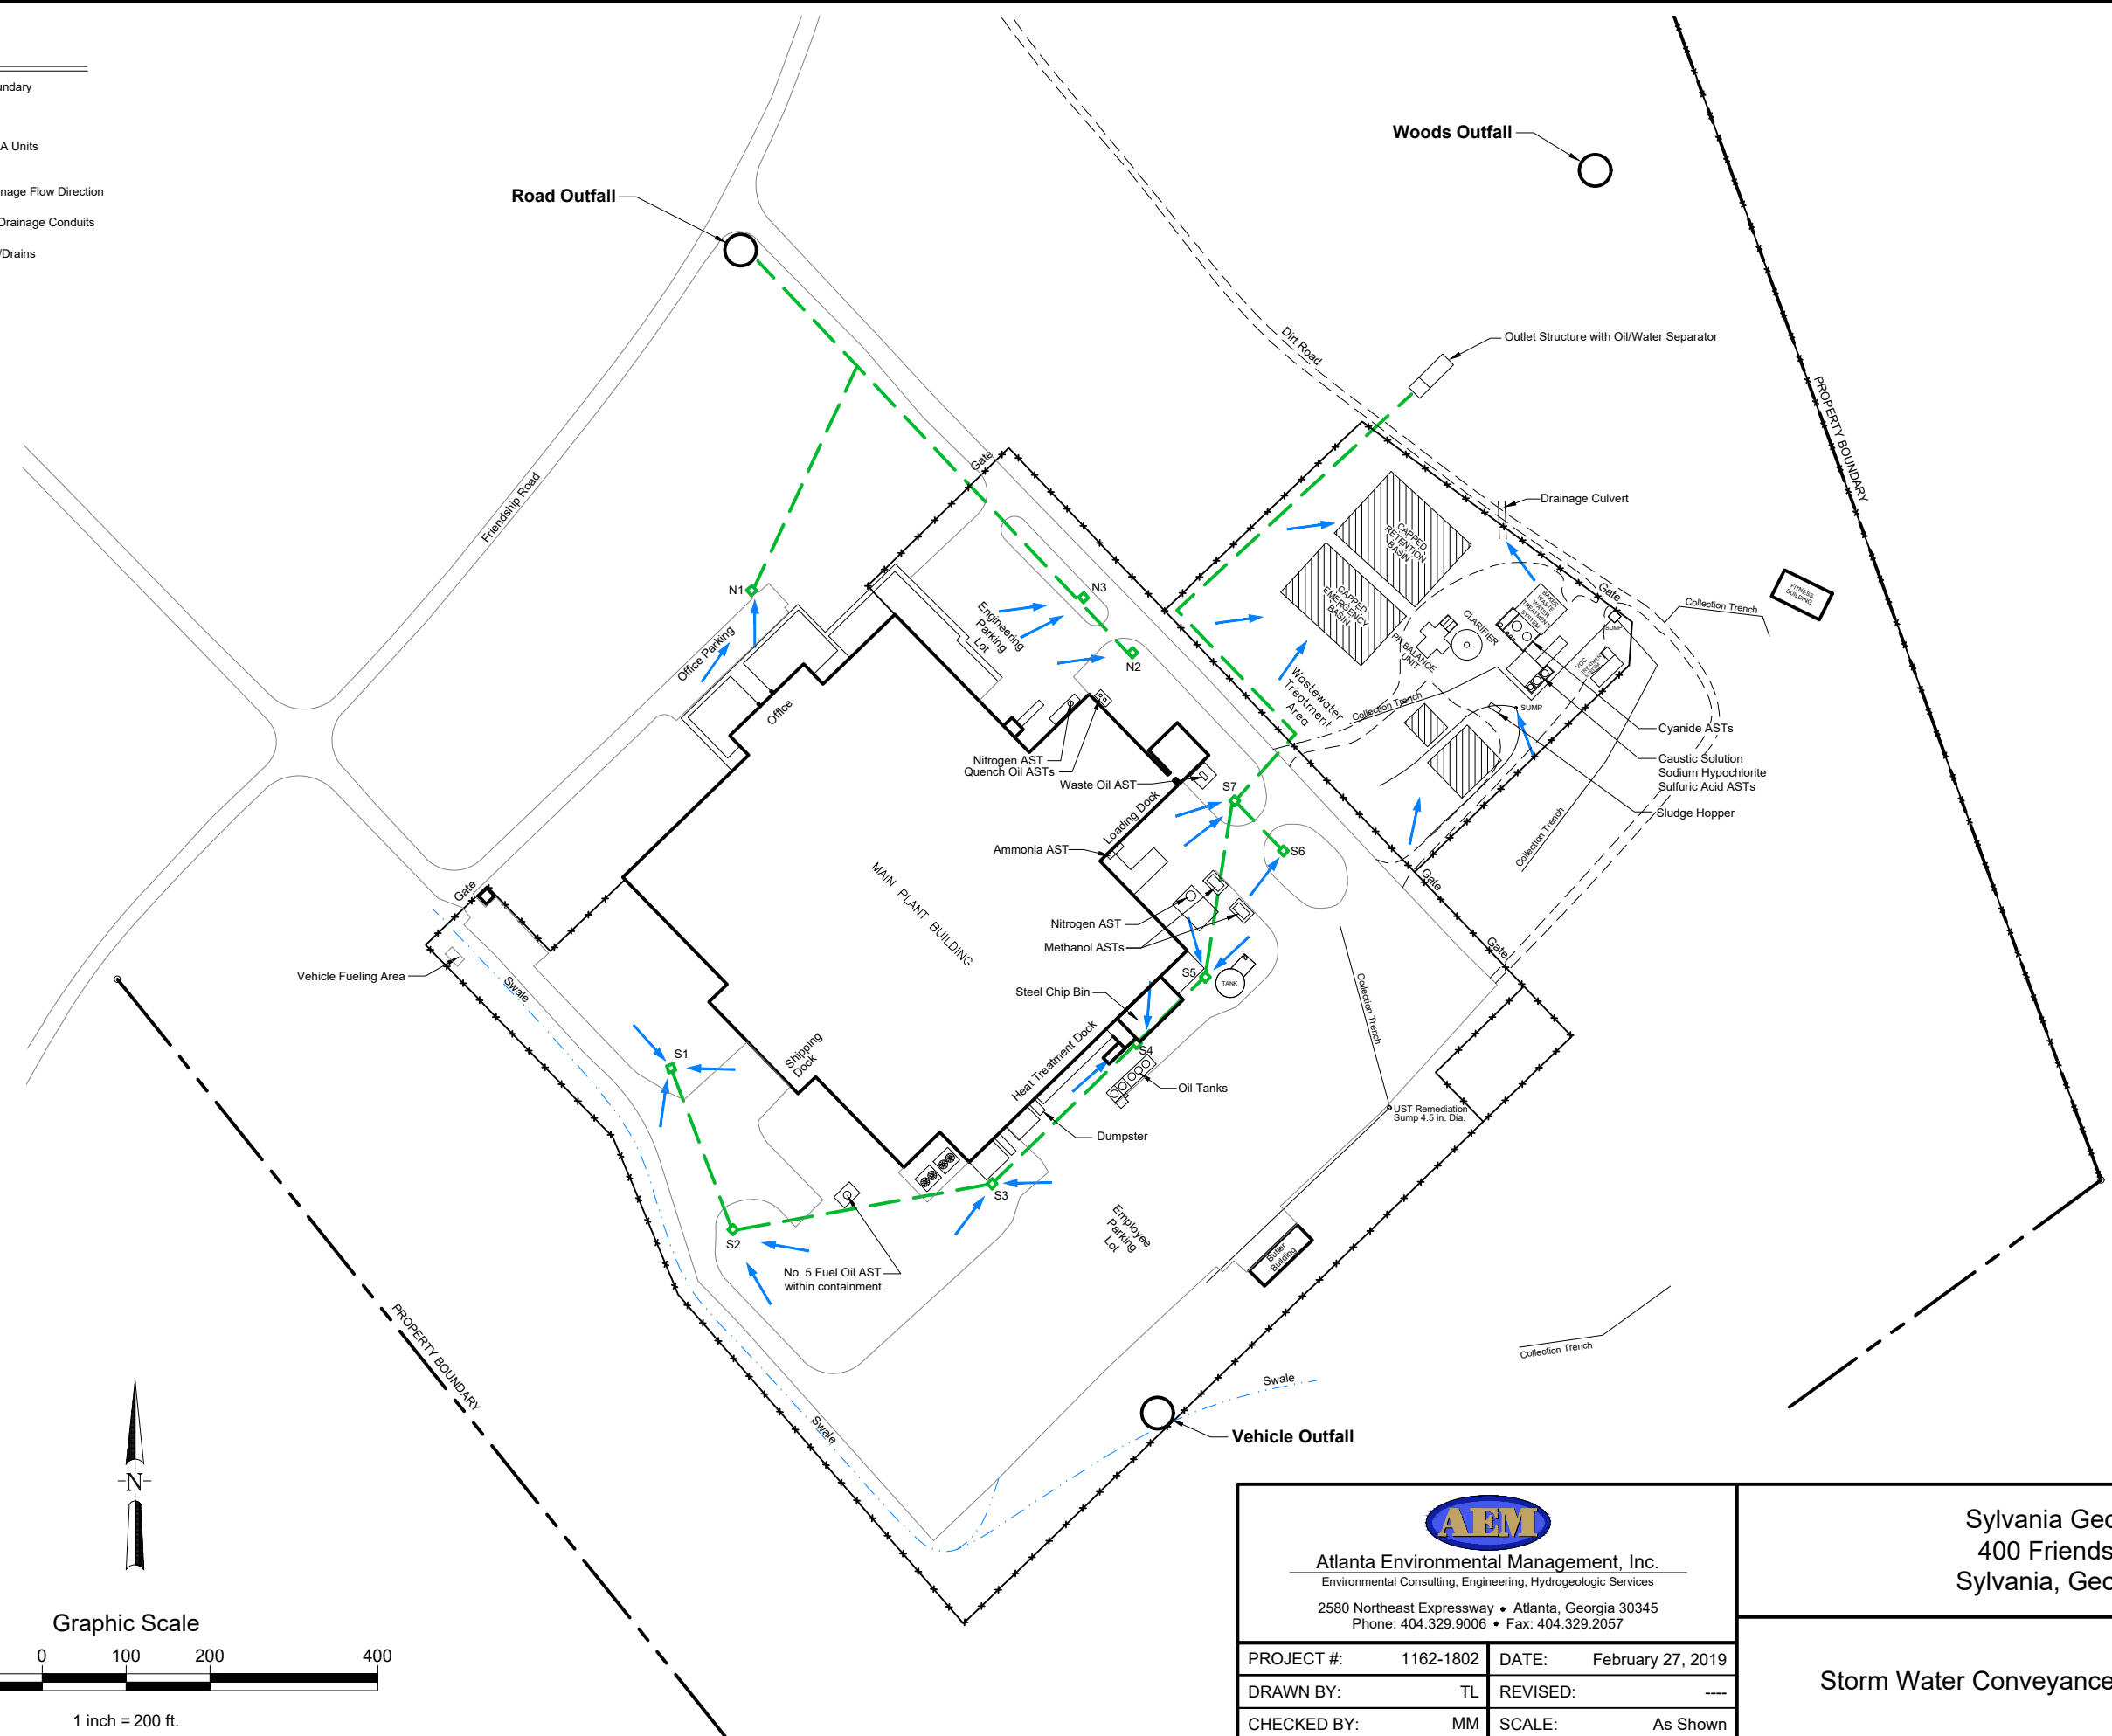 undary
A Units
nage Flow Direction
Drainage Conduits
/Drains
Woods Outfall
Road Outfall
Dirt Road
Outlet Structure with Oil/Water Separator
PROPERTY BOUNDARY
Friendship Road
Gate
Drainage Culvert
CAPPED
RETENTION
BASIN
CAPPED
EMERGENCY
BASIN
N1
N3
N2
Engineering
Parking
Lot
Office Parking
Office
CLARIFIER
PH BALANCE
UNIT
BAKER
WASTE
WATER
TREATMENT
SYSTEM
Gate
SUMP
Collection Trench
FITNESS
BUILDING
VOC
TREATMENT
SYSTEM
Wastewater
Treatment
Area
Collection Trench
SUMP
Cyanide ASTs
Caustic Solution
Sodium Hypochlorite
Sulfuric Acid ASTs
Sludge Hopper
Nitrogen AST
Quench Oil ASTs
Waste Oil AST
S7
Loading Dock
Ammonia AST
S6
Collection Trench
MAIN PLANT BUILDING
Gate
Gate
Gate
Nitrogen AST
Methanol ASTs
Vehicle Fueling Area
Swale
S5
TANK
Steel Chip Bin
Collection Trench
Shipping
Dock
Heat Treatment Dock
S1
S4
Oil Tanks
UST Remediation
Sump 4.5 in. Dia.
Dumpster
S3
S2
Employee
Parking
Lot
Butler
Building
No. 5 Fuel Oil AST
within containment
PROPERTY BOUNDARY
Collection Trench
Swale
Swale
Vehicle Outfall
N
Graphic Scale
0 100 200 400
1 inch = 200 ft.
AEM
Atlanta Environmental Management, Inc.
Environmental Consulting, Engineering, Hydrogeologic Services
2580 Northeast Expressway • Atlanta, Georgia 30345
Phone: 404.329.9006 • Fax: 404.329.2057
PROJECT #: 1162-1802 DATE: February 27, 2019
DRAWN BY: TL REVISED: ----
CHECKED BY: MM SCALE: As Shown
Sylvania Geo
400 Friends
Sylvania, Geo
Storm Water Conveyance